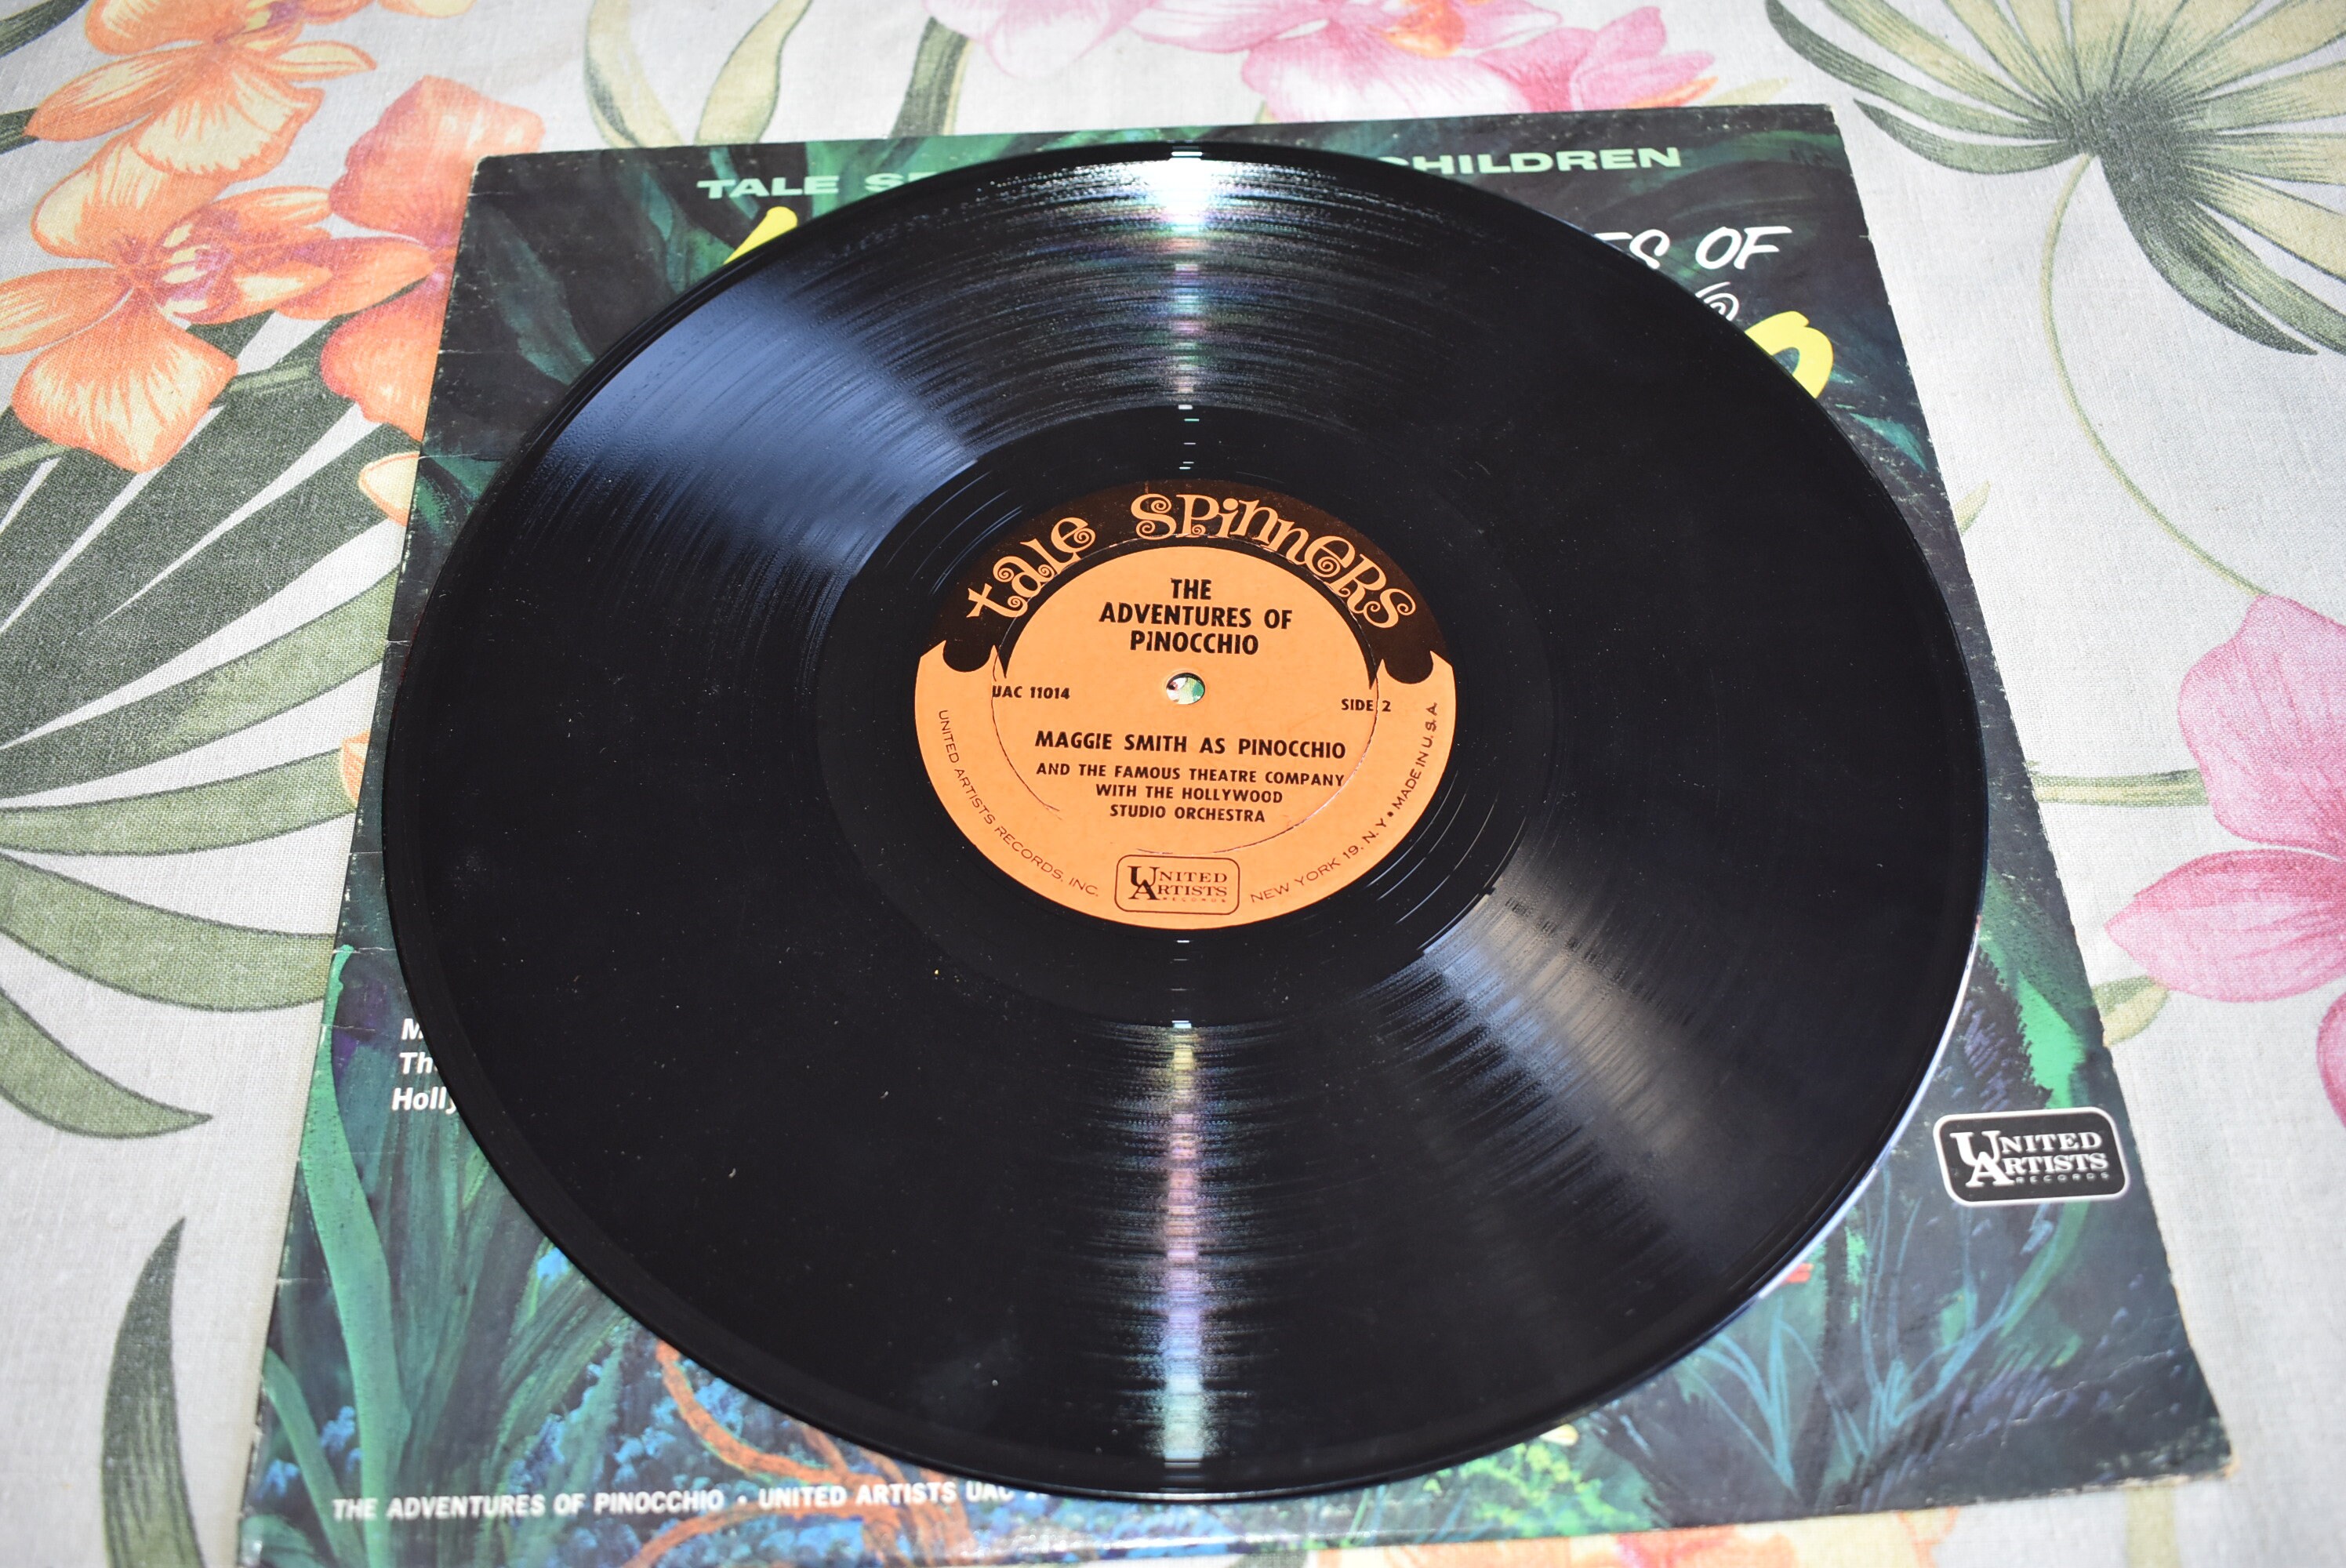 TALE
CHILDREN
OF
tale spinners
THE
ADVENTURES OF
PINOCCHIO
UAC 11014
SIDE 2
MAGGIE SMITH AS PINOCCHIO
AND THE FAMOUS THEATRE COMPANY
WITH THE HOLLYWOOD
STUDIO ORCHESTRA
UNITED ARTISTS RECORDS, INC.
UNITED
ARTISTS
RECORDS
NEW YORK 19, N.Y. • MADE IN U.S.A.
UNITED
ARTISTS
RECORDS
THE ADVENTURES OF PINOCCHIO • UNITED ARTISTS UAC